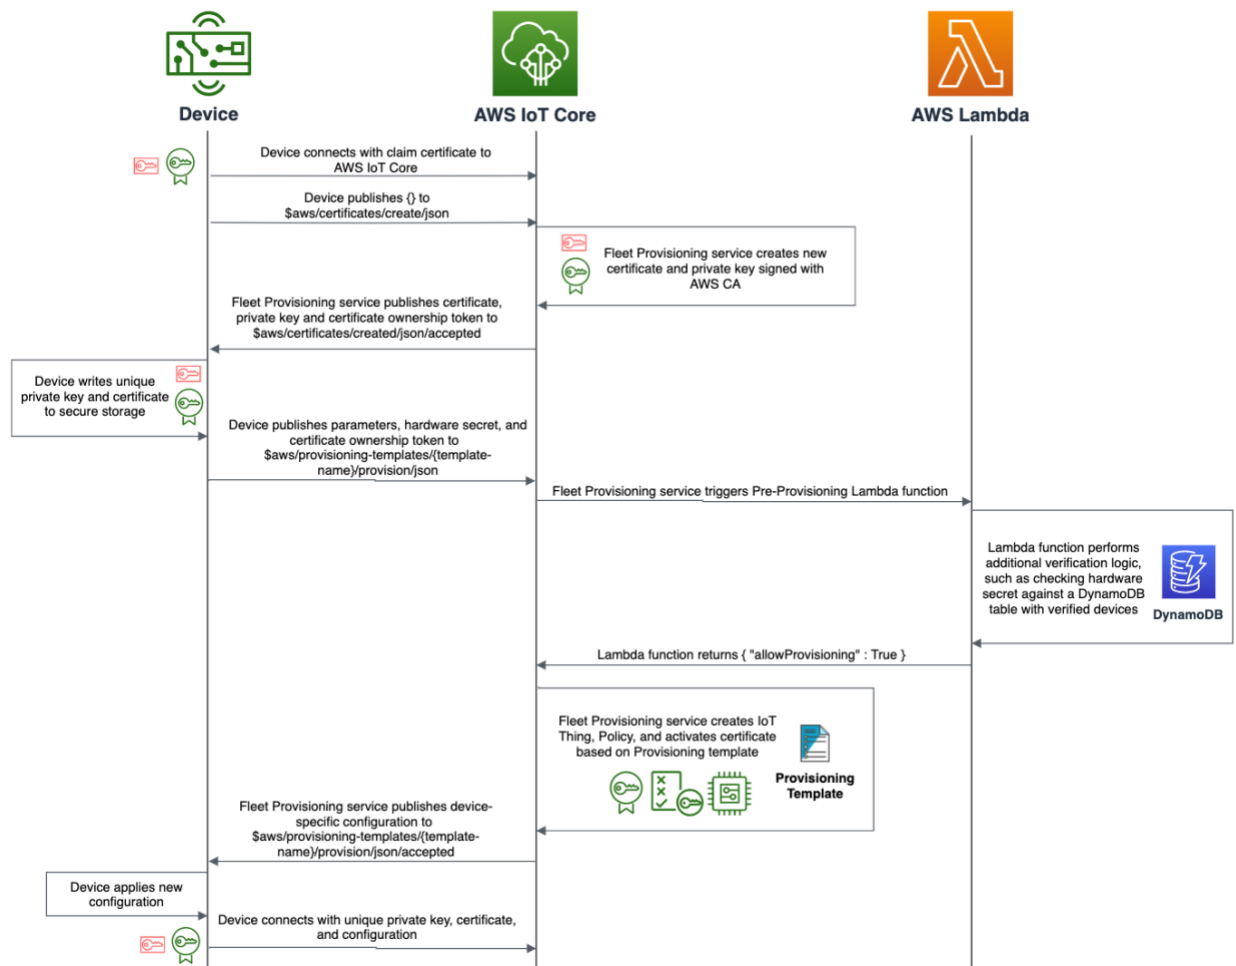 Device
AWS IoT Core
AWS Lambda
Device connects with claim certificate to
AWS IoT Core
Device publishes {} to
$aws/certificates/create/json
Fleet Provisioning service creates new
certificate and private key signed with
AWS CA
Fleet Provisioning service publishes certificate,
private key and certificate ownership token to
$aws/certificates/created/json/accepted
Device writes unique
private key and certificate
to secure storage
Device publishes parameters, hardware secret, and
certificate ownership token to
$aws/provisioning-templates/{template-
name}/provision/json
Fleet Provisioning service triggers Pre-Provisioning Lambda function
Lambda function performs
additional verification logic,
such as checking hardware
secret against a DynamoDB
table with verified devices
DynamoDB
Lambda function returns { "allowProvisioning" : True }
Fleet Provisioning service creates IoT
Thing, Policy, and activates certificate
based on Provisioning template
Provisioning
Template
Fleet Provisioning service publishes device-
specific configuration to
$aws/provisioning-templates/{template-
name}/provision/json/accepted
Device applies new
configuration
Device connects with unique private key, certificate,
and configuration